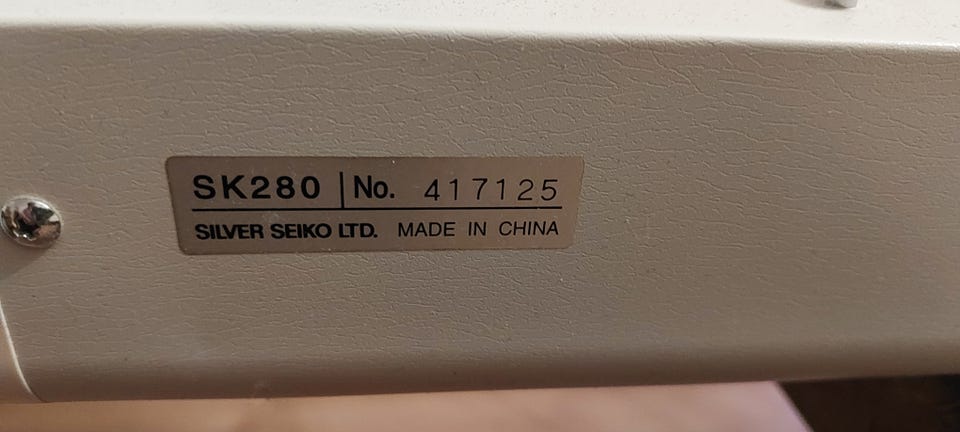 SK280 | No. 417125
SILVER SEIKO LTD. MADE IN CHINA